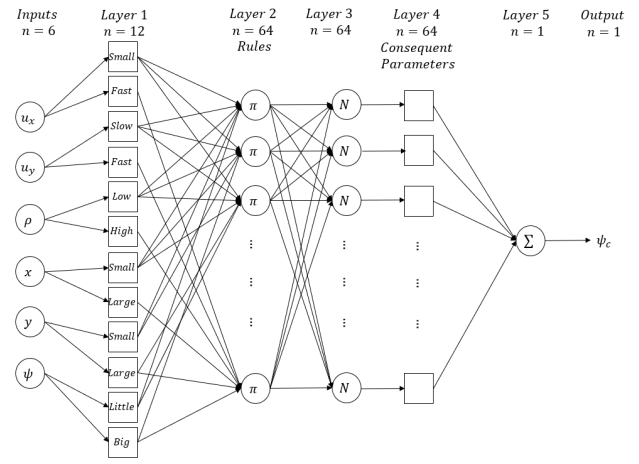 Inputs
n = 6
Layer 1
n = 12
Layer 2
n = 64
Rules
Layer 3
n = 64
Layer 4
n = 64
Consequent
Parameters
Layer 5
n = 1
Output
n = 1
u_x
u_y
ρ
x
y
ψ
Small
Fast
Slow
Fast
Low
High
Small
Large
Small
Large
Little
Big
π
π
π
⋮
⋮
⋮
π
N
N
N
⋮
⋮
⋮
N
⋮
⋮
⋮
Σ
ψ_c